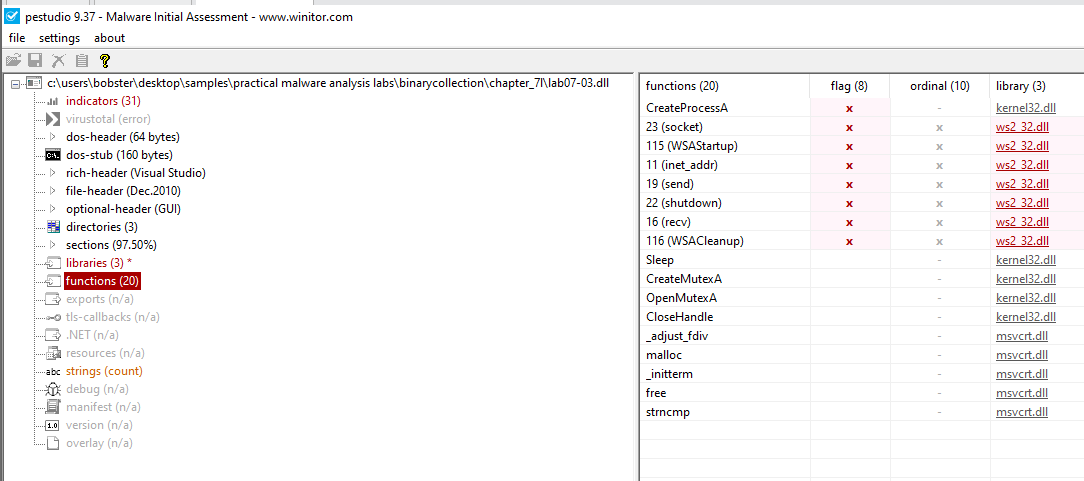 pestudio 9.37 - Malware Initial Assessment - www.winitor.com
file settings about
c:\users\bobster\desktop\samples\practical malware analysis labs\binarycollection\chapter_7l\lab07-03.dll
indicators (31)
virustotal (error)
dos-header (64 bytes)
dos-stub (160 bytes)
rich-header (Visual Studio)
file-header (Dec.2010)
optional-header (GUI)
directories (3)
sections (97.50%)
libraries (3) *
functions (20)
exports (n/a)
tls-callbacks (n/a)
.NET (n/a)
resources (n/a)
abc strings (count)
debug (n/a)
manifest (n/a)
1.0 version (n/a)
overlay (n/a)
functions (20) flag (8) ordinal (10) library (3)
CreateProcessA x - kernel32.dll
23 (socket) x x ws2_32.dll
115 (WSAStartup) x x ws2_32.dll
11 (inet_addr) x x ws2_32.dll
19 (send) x x ws2_32.dll
22 (shutdown) x x ws2_32.dll
16 (recv) x x ws2_32.dll
116 (WSACleanup) x x ws2_32.dll
Sleep - kernel32.dll
CreateMutexA - kernel32.dll
OpenMutexA - kernel32.dll
CloseHandle - kernel32.dll
_adjust_fdiv - msvcrt.dll
malloc - msvcrt.dll
_initterm - msvcrt.dll
free - msvcrt.dll
strncmp - msvcrt.dll